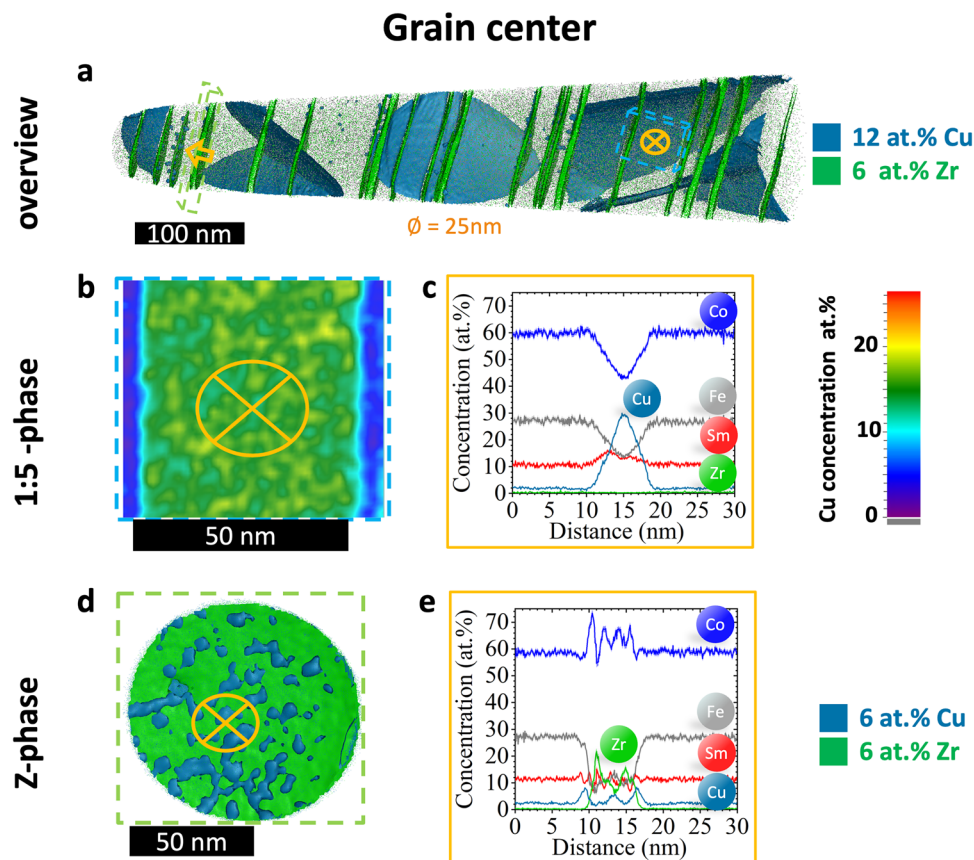 Grain center
a
overview
12 at.% Cu
6 at.% Zr
100 nm
Ø = 25nm
b
1:5 -phase
50 nm
c
Concentration (at.%)
70
60
50
40
30
20
10
0
0 5 10 15 20 25 30
Distance (nm)
Co
Cu
Fe
Sm
Zr
Cu concentration at.%
20
10
0
d
Z-phase
50 nm
e
Concentration (at.%)
70
60
50
40
30
20
10
0
0 5 10 15 20 25 30
Distance (nm)
Co
Fe
Zr
Sm
Cu
6 at.% Cu
6 at.% Zr